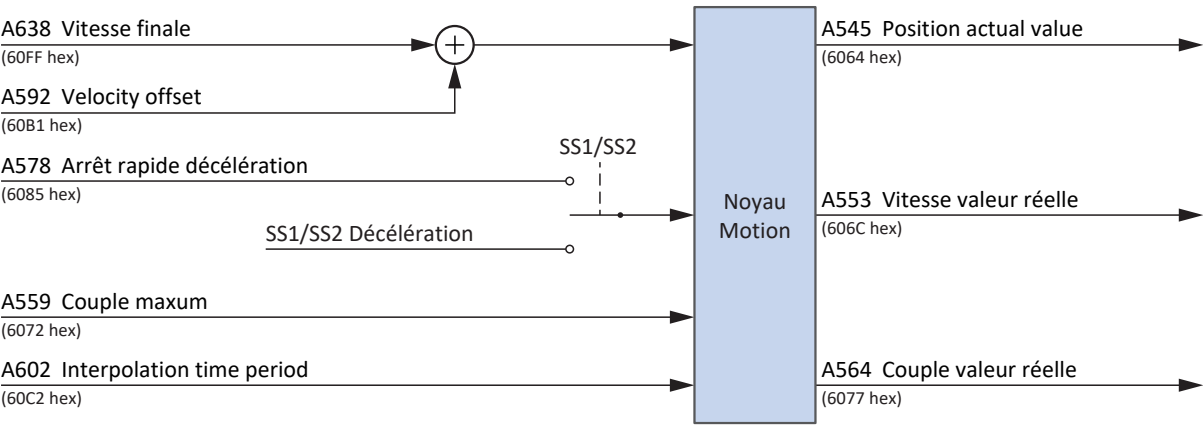 A638 Vitesse finale
(60FF hex)
A592 Velocity offset
(60B1 hex)
A578 Arrêt rapide décélération
(6085 hex)
SS1/SS2
SS1/SS2 Décélération
A559 Couple maxum
(6072 hex)
A602 Interpolation time period
(60C2 hex)
Noyau
Motion
A545 Position actual value
(6064 hex)
A553 Vitesse valeur réelle
(606C hex)
A564 Couple valeur réelle
(6077 hex)